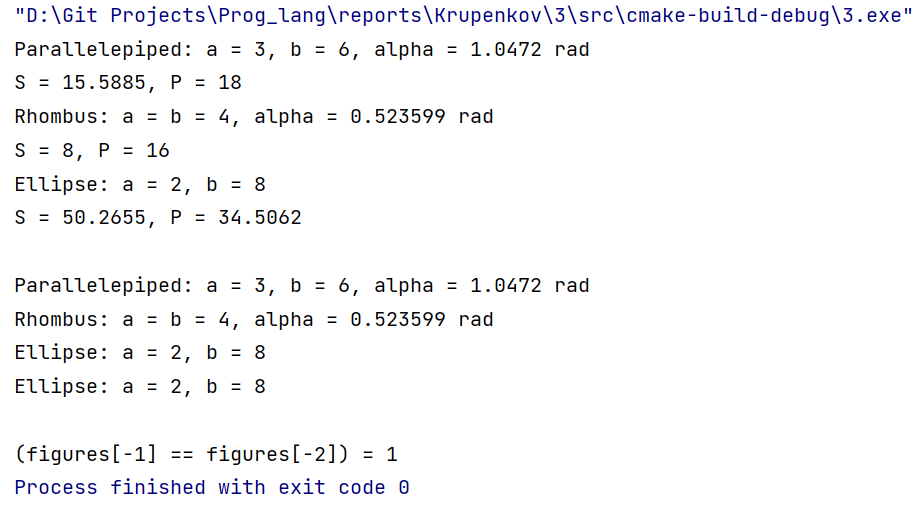 "D:\Git Projects\Prog_lang\reports\Krupenkov\3\src\cmake-build-debug\3.exe"
Parallelepiped: a = 3, b = 6, alpha = 1.0472 rad
S = 15.5885, P = 18
Rhombus: a = b = 4, alpha = 0.523599 rad
S = 8, P = 16
Ellipse: a = 2, b = 8
S = 50.2655, P = 34.5062
Parallelepiped: a = 3, b = 6, alpha = 1.0472 rad
Rhombus: a = b = 4, alpha = 0.523599 rad
Ellipse: a = 2, b = 8
Ellipse: a = 2, b = 8
(figures[-1] == figures[-2]) = 1
Process finished with exit code 0